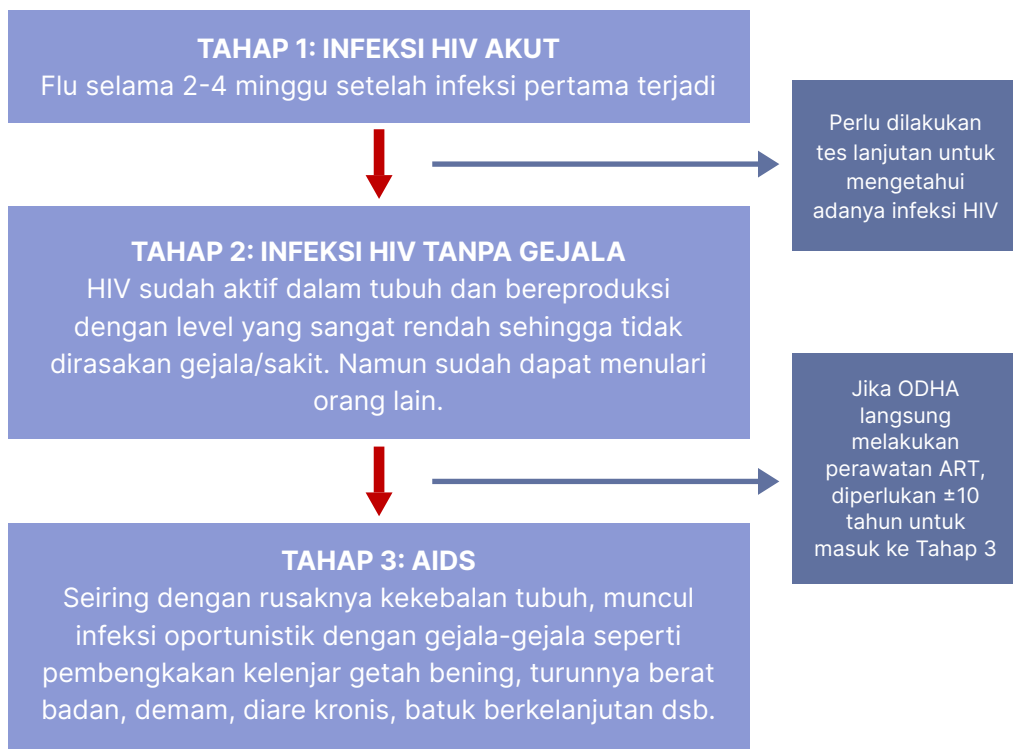 TAHAP 1: INFEKSI HIV AKUT
Flu selama 2-4 minggu setelah infeksi pertama terjadi
Perlu dilakukan
tes lanjutan untuk
mengetahui
adanya infeksi HIV
TAHAP 2: INFEKSI HIV TANPA GEJALA
HIV sudah aktif dalam tubuh dan bereproduksi
dengan level yang sangat rendah sehingga tidak
dirasakan gejala/sakit. Namun sudah dapat menulari
orang lain.
Jika ODHA
langsung
melakukan
perawatan ART,
diperlukan ±10
tahun untuk
masuk ke Tahap 3
TAHAP 3: AIDS
Seiring dengan rusaknya kekebalan tubuh, muncul
infeksi oportunistik dengan gejala-gejala seperti
pembengkakan kelenjar getah bening, turunnya berat
badan, demam, diare kronis, batuk berkelanjutan dsb.